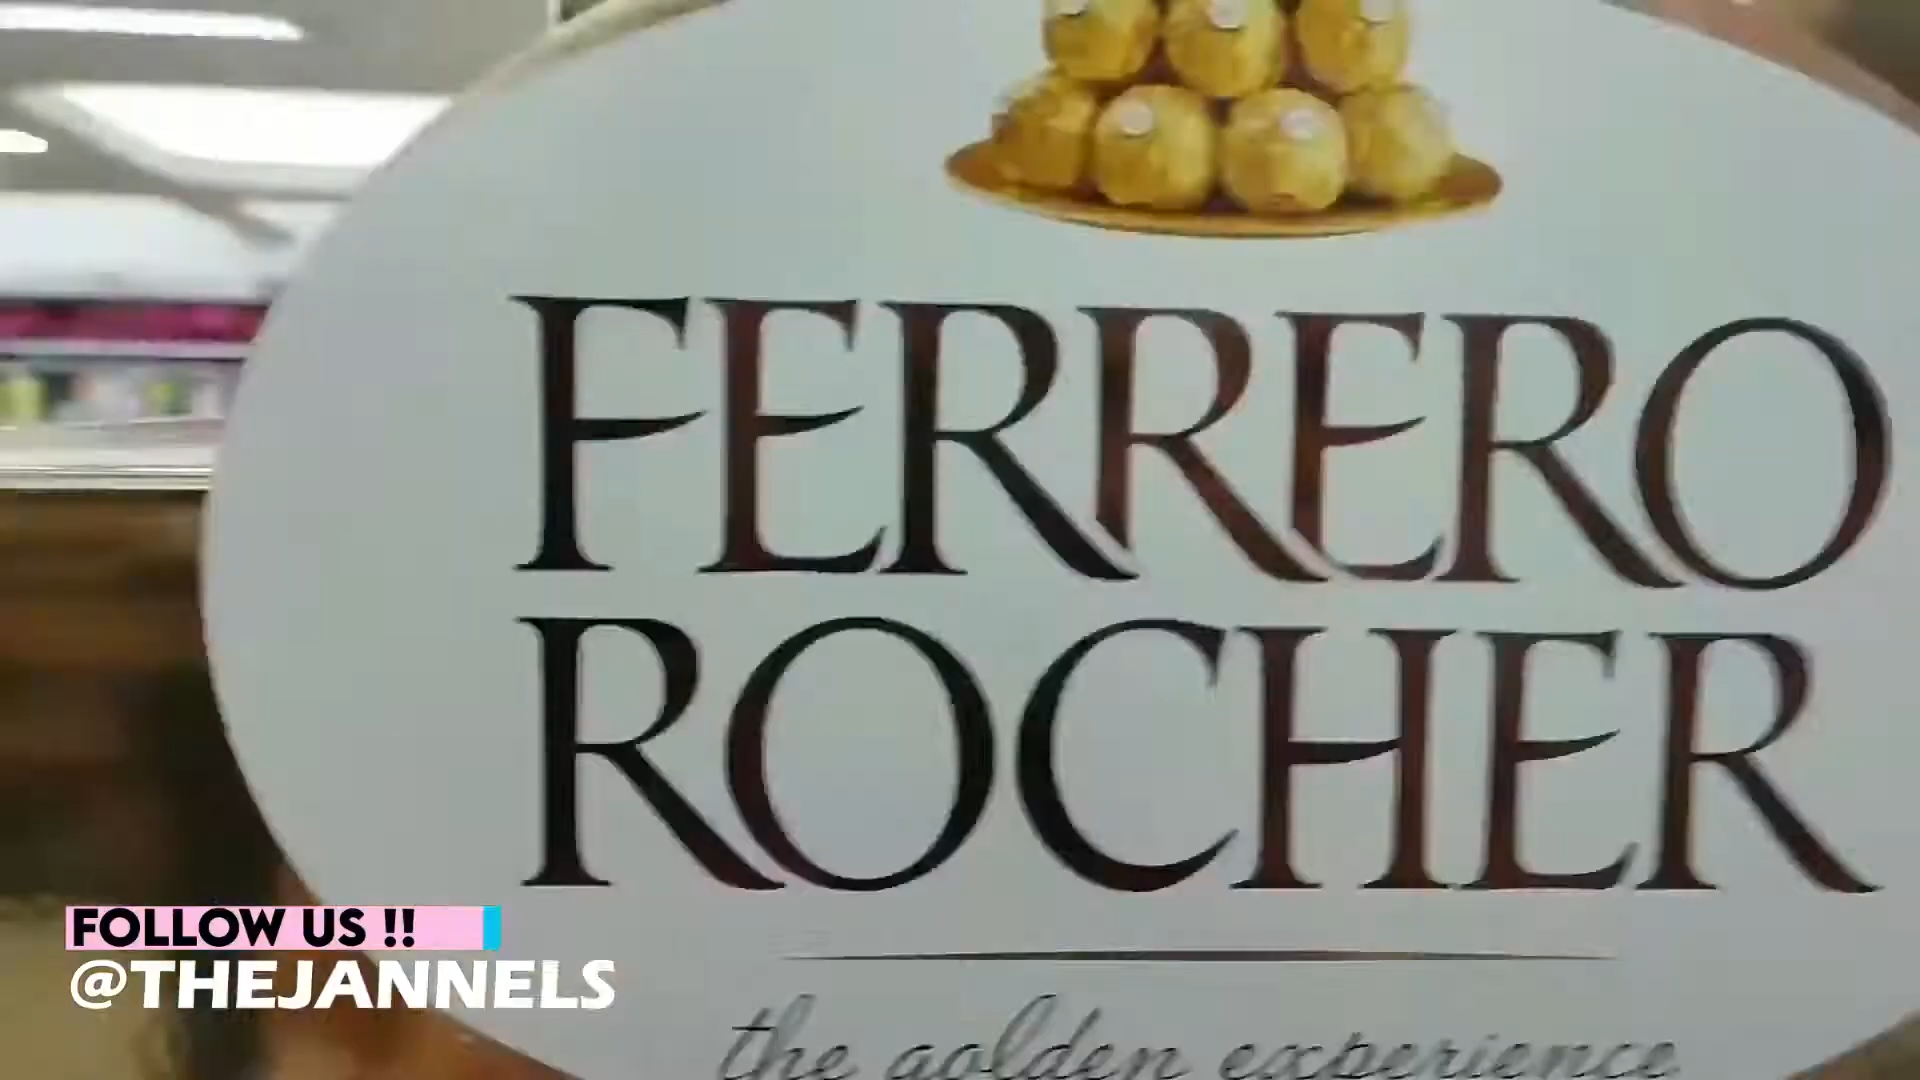 FERRERO
ROCHER
the golden experience
FOLLOW US !!
@THEJANNELS